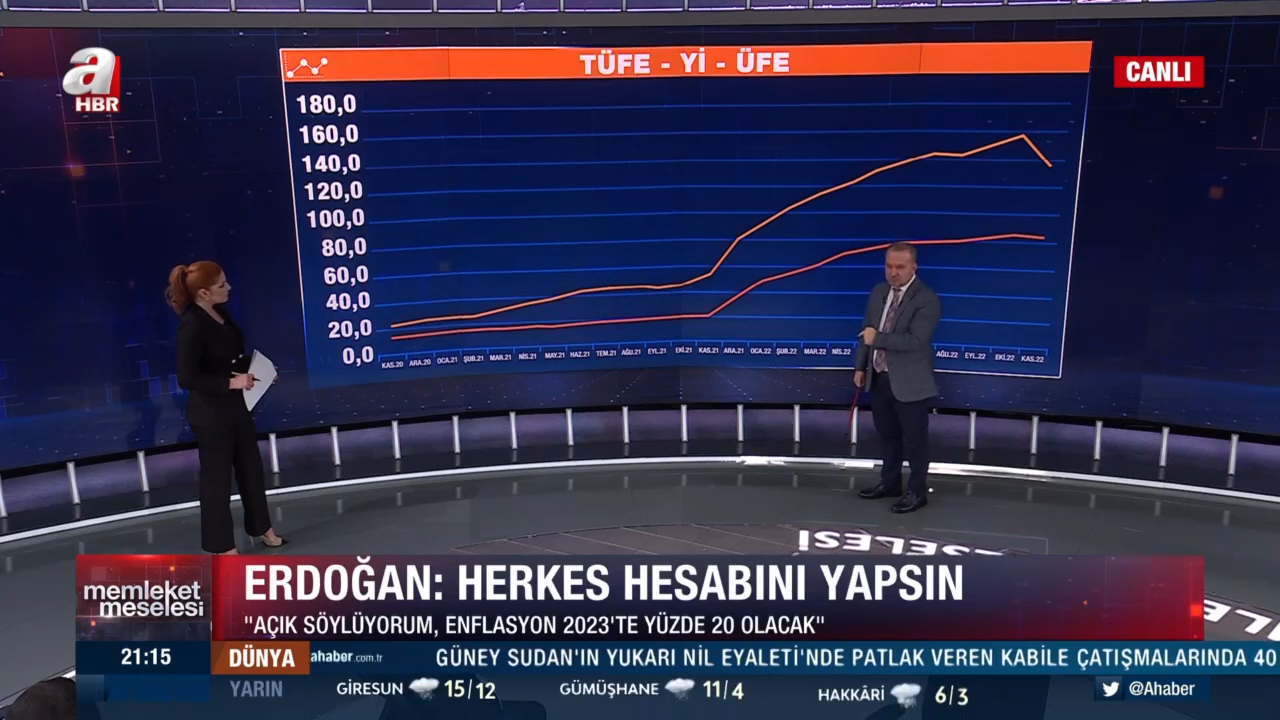 a
HBR
CANLI
TÜFE - Yİ - ÜFE
180,0
160,0
140,0
120,0
100,0
80,0
60,0
40,0
20,0
0,0
KAS.20 ARA.20 OCA.21 ŞUB.21 MAR.21 NİS.21 MAY.21 HAZ.21 TEM.21 AĞU.21 EYL.21 EKİ.21 KAS.21 ARA.21 OCA.22 ŞUB.22 MAR.22 NİS.22 AĞU.22 EYL.22 EKİ.22 KAS.22
memleket
meselesi
ERDOĞAN: HERKES HESABINI YAPSIN
"AÇIK SÖYLÜYORUM, ENFLASYON 2023'TE YÜZDE 20 OLACAK"
21:15 DÜNYA ahaber.com.tr GÜNEY SUDAN'IN YUKARI NİL EYALETİ'NDE PATLAK VEREN KABİLE ÇATIŞMALARINDA 40
YARIN GİRESUN 15/12 GÜMÜŞHANE 11/4 HAKKÂRİ 6/3 @Ahaber